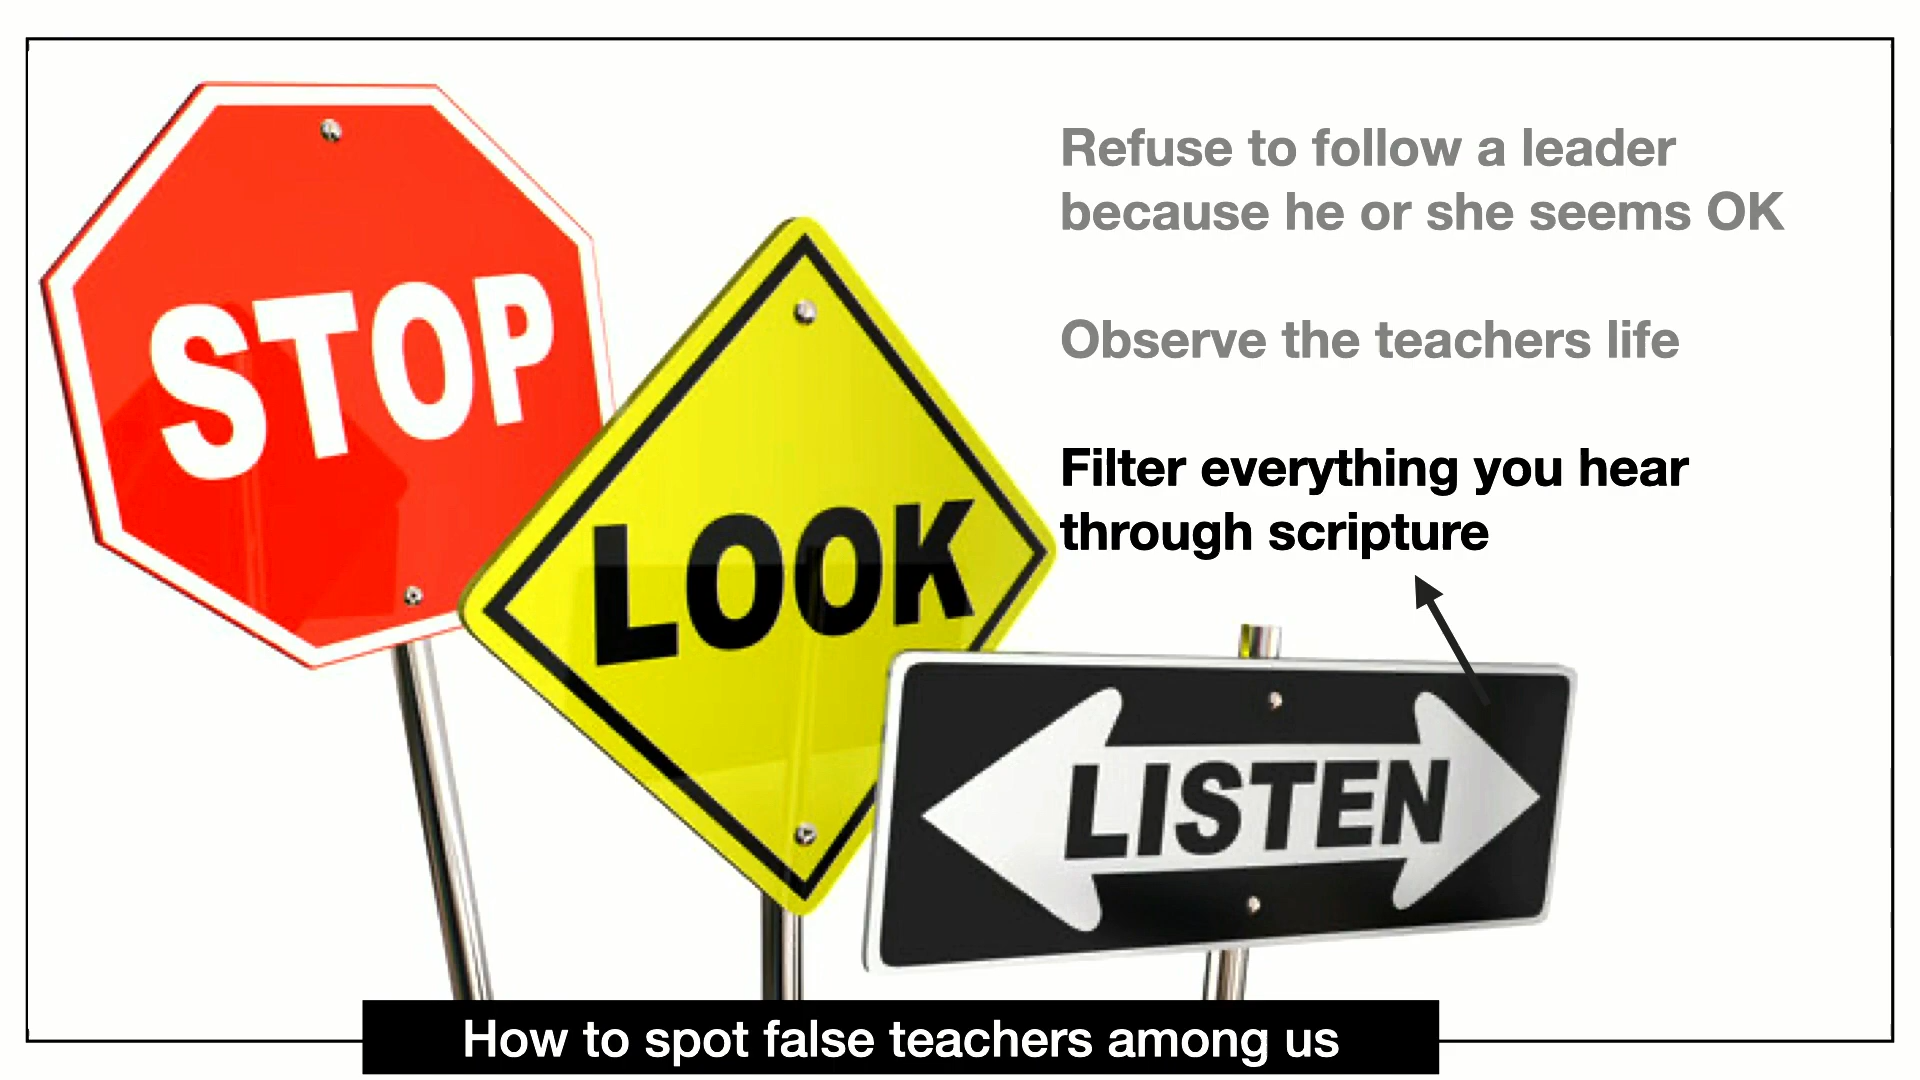 STOP
LOOK
LISTEN
Refuse to follow a leader
because he or she seems OK
Observe the teachers life
Filter everything you hear
through scripture
How to spot false teachers among us